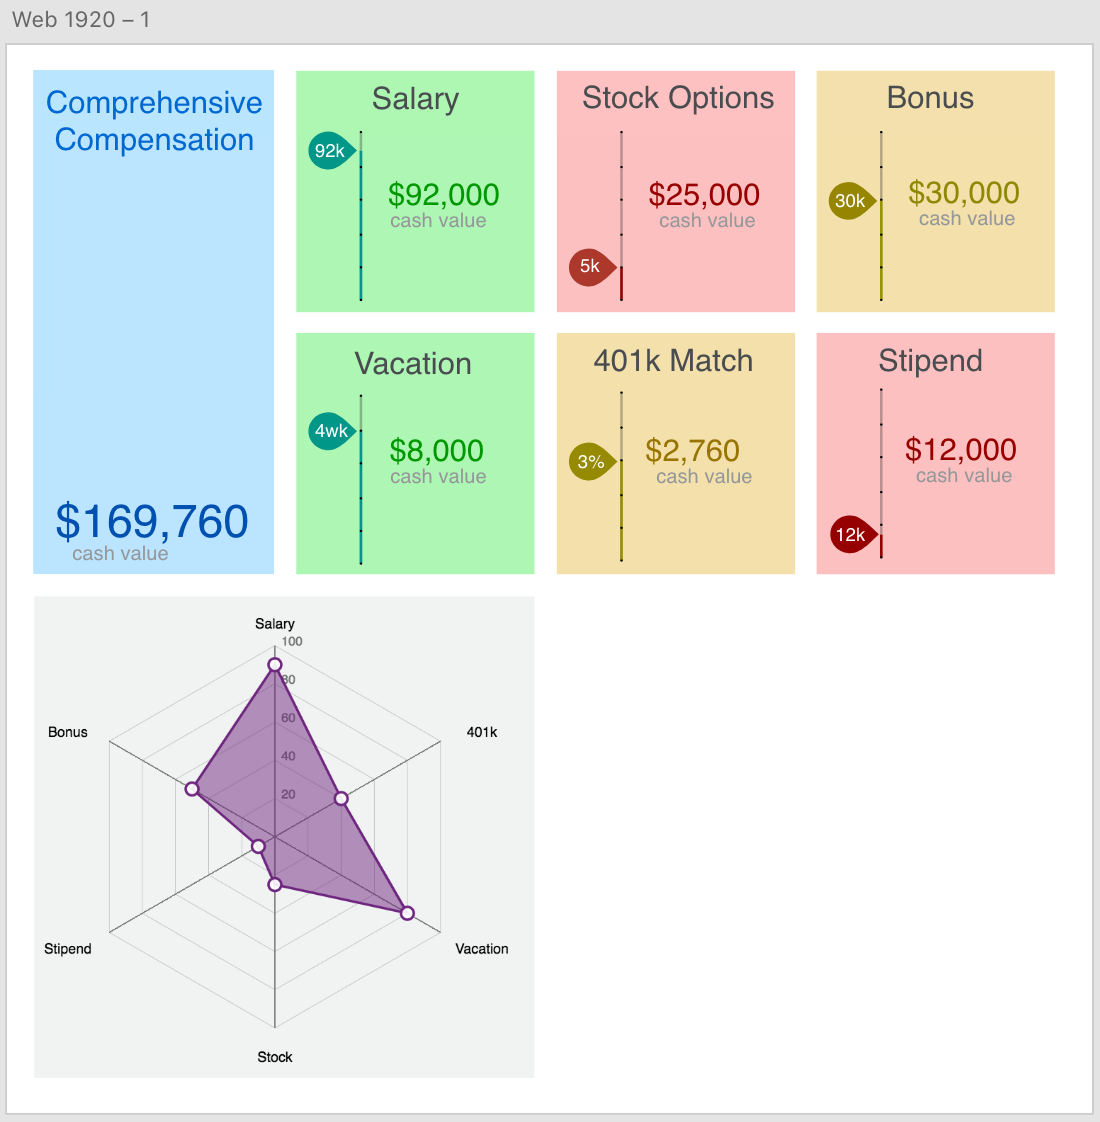 Web 1920 – 1
Comprehensive
Compensation
$169,760
cash value
Salary
92k
$92,000
cash value
Stock Options
5k
$25,000
cash value
Bonus
30k
$30,000
cash value
Vacation
4wk
$8,000
cash value
401k Match
3%
$2,760
cash value
Stipend
12k
$12,000
cash value
Salary
100
80
60
40
20
Bonus
401k
Stipend
Vacation
Stock